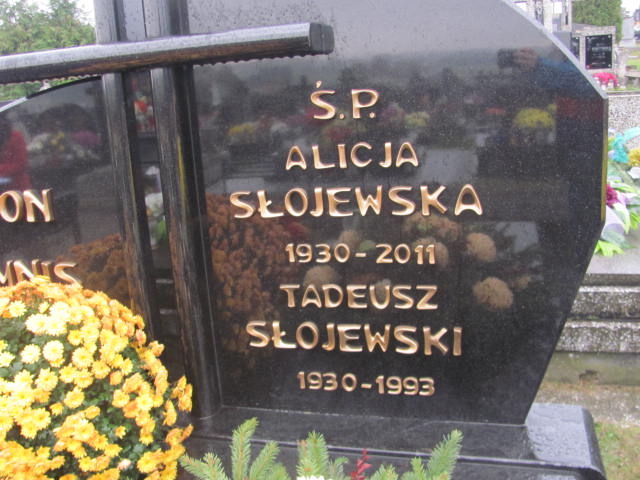 Ś.P.
ALICJA
SŁOJEWSKA
1930-2011
TADEUSZ
SŁOJEWSKI
1930-1993